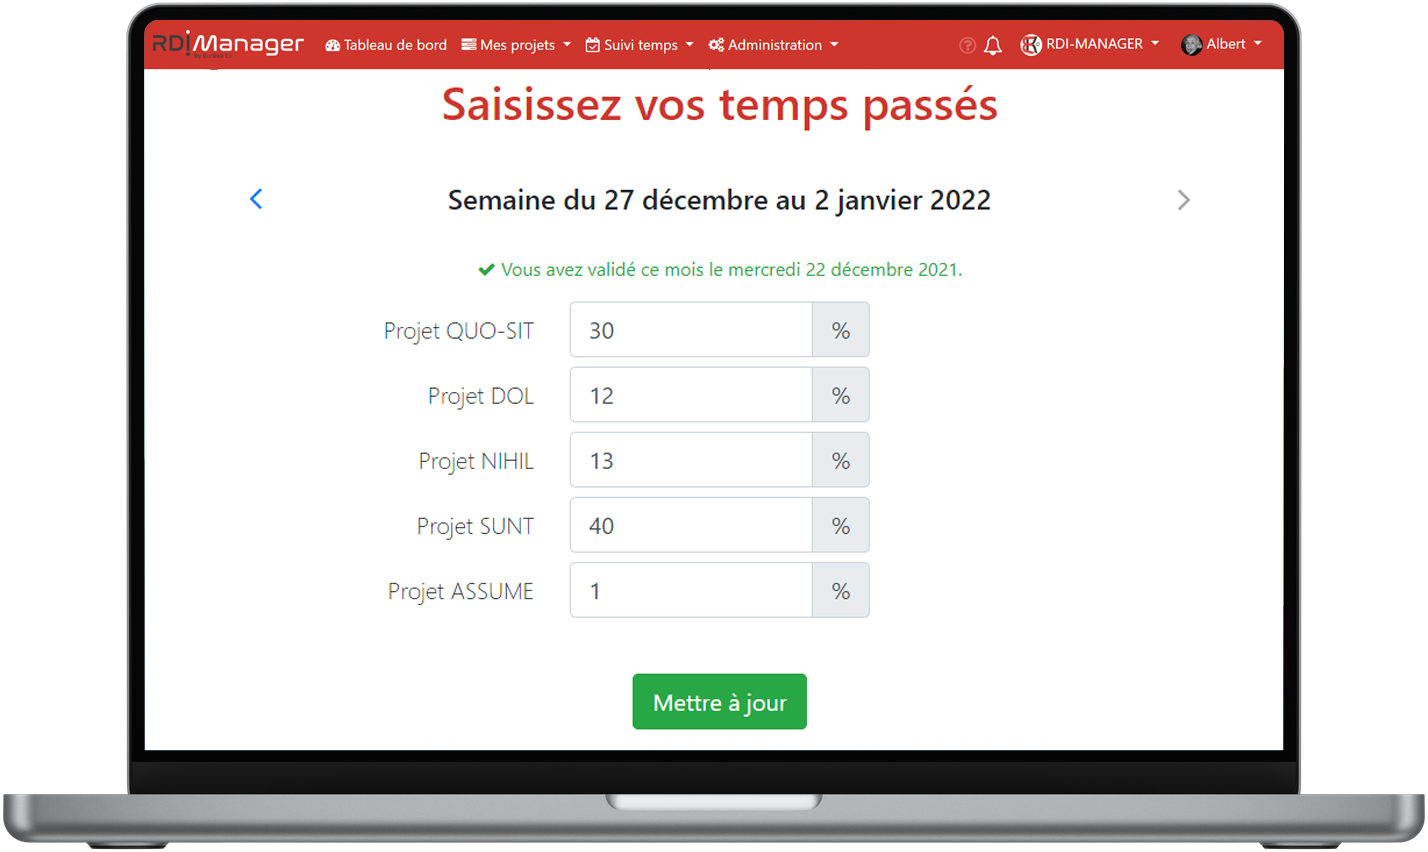 RDiManager Tableau de bord Mes projets Suivi temps Administration RDI-MANAGER Albert
Saisissez vos temps passés
Semaine du 27 décembre au 2 janvier 2022
Vous avez validé ce mois le mercredi 22 décembre 2021.
Projet QUO-SIT 30 %
Projet DOL 12 %
Projet NIHIL 13 %
Projet SUNT 40 %
Projet ASSUME 1 %
Mettre à jour